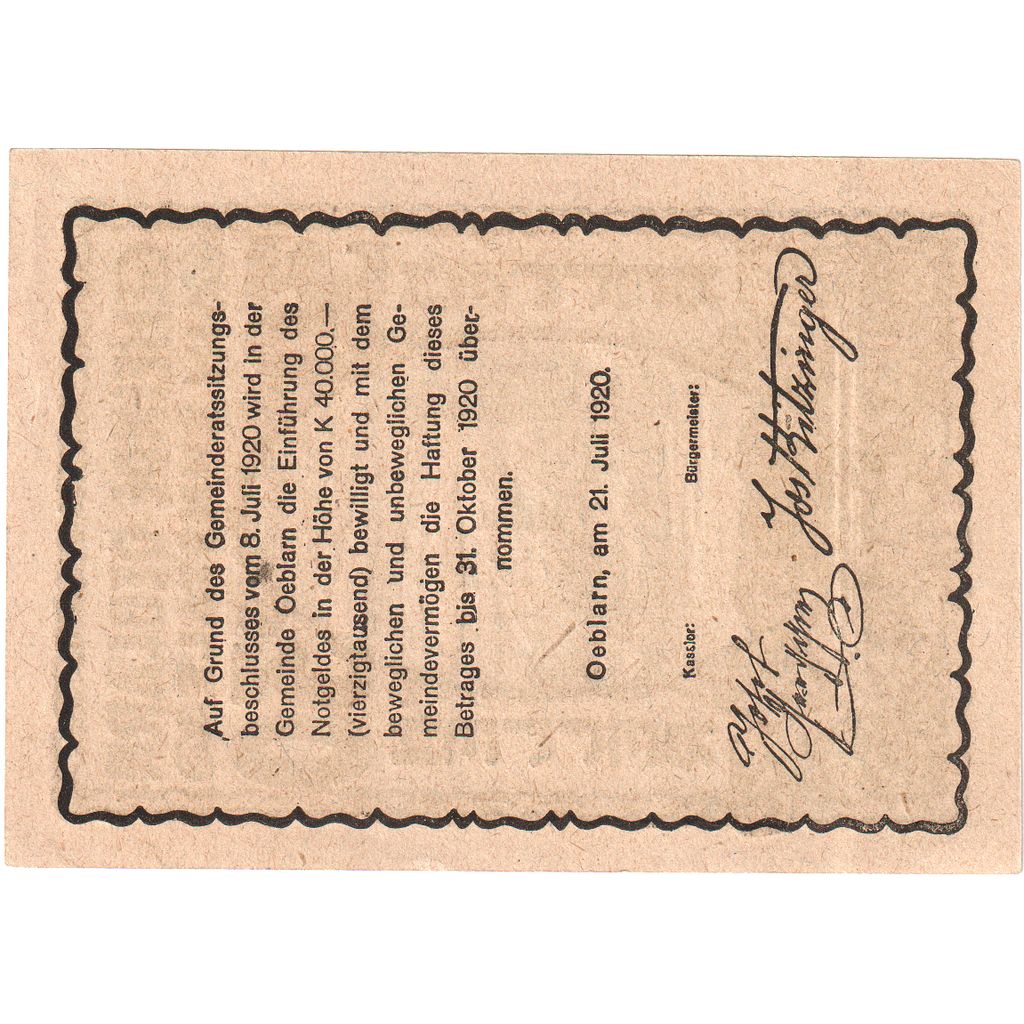 Auf Grund des Gemeinderatssitzungs-
beschlusses vom 8. Juli 1920 wird in der
Gemeinde Oeblarn die Einführung des
Notgeldes in der Höhe von K 40.000.—
(vierzigtausend) bewilligt und mit dem
beweglichen und unbeweglichen Ge-
meindevermögen die Haftung dieses
Betrages bis 31. Oktober 1920 über-
nommen.
Oeblarn, am 21. Juli 1920.
Kassier: Bürgermeister: